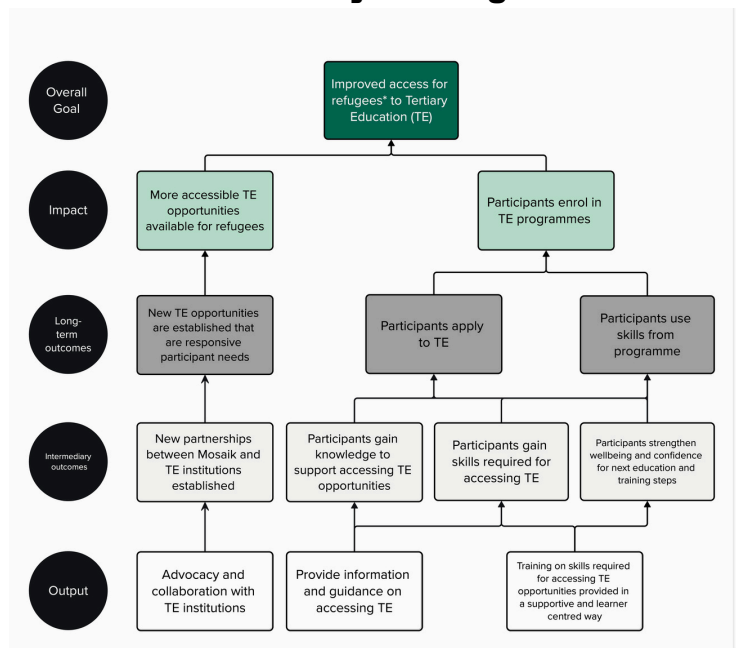 Overall
Goal
Improved access for
refugees* to Tertiary
Education (TE)
Impact
More accessible TE
opportunities
available for refugees
Participants enrol in
TE programmes
Long-
term
outcomes
New TE opportunities
are established that
are responsive
participant needs
Participants apply
to TE
Participants use
skills from
programme
Intermediary
outcomes
New partnerships
between Mosaik and
TE institutions
established
Participants gain
knowledge to
support accessing TE
opportunities
Participants gain
skills required for
accessing TE
Participants strengthen
wellbeing and confidence
for next education and
training steps
Output
Advocacy and
collaboration with
TE institutions
Provide information
and guidance on
accessing TE
Training on skills required
for accessing TE
opportunities provided in
a supportive and learner
centred way